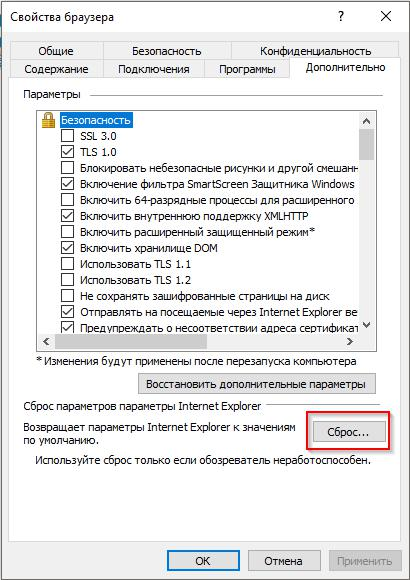 Свойства браузера
Общие Безопасность Конфиденциальность
Содержание Подключения Программы Дополнительно
Параметры
Безопасность
SSL 3.0
TLS 1.0
Блокировать небезопасные рисунки и другой смешанн
Включение фильтра SmartScreen Защитника Windows
Включить 64-разрядные процессы для расширенного
Включить внутреннюю поддержку XMLHTTP
Включить расширенный защищенный режим*
Включить хранилище DOM
Использовать TLS 1.1
Использовать TLS 1.2
Не сохранять зашифрованные страницы на диск
Отправлять на посещаемые через Internet Explorer ве
Предупреждать о несоответствии адреса сертификат
*Изменения будут применены после перезапуска компьютера
Восстановить дополнительные параметры
Сброс параметров параметры Internet Explorer
Возвращает параметры Internet Explorer к значениям
по умолчанию.
Сброс...
Используйте сброс только если обозреватель неработоспособен.
ОК Отмена Применить